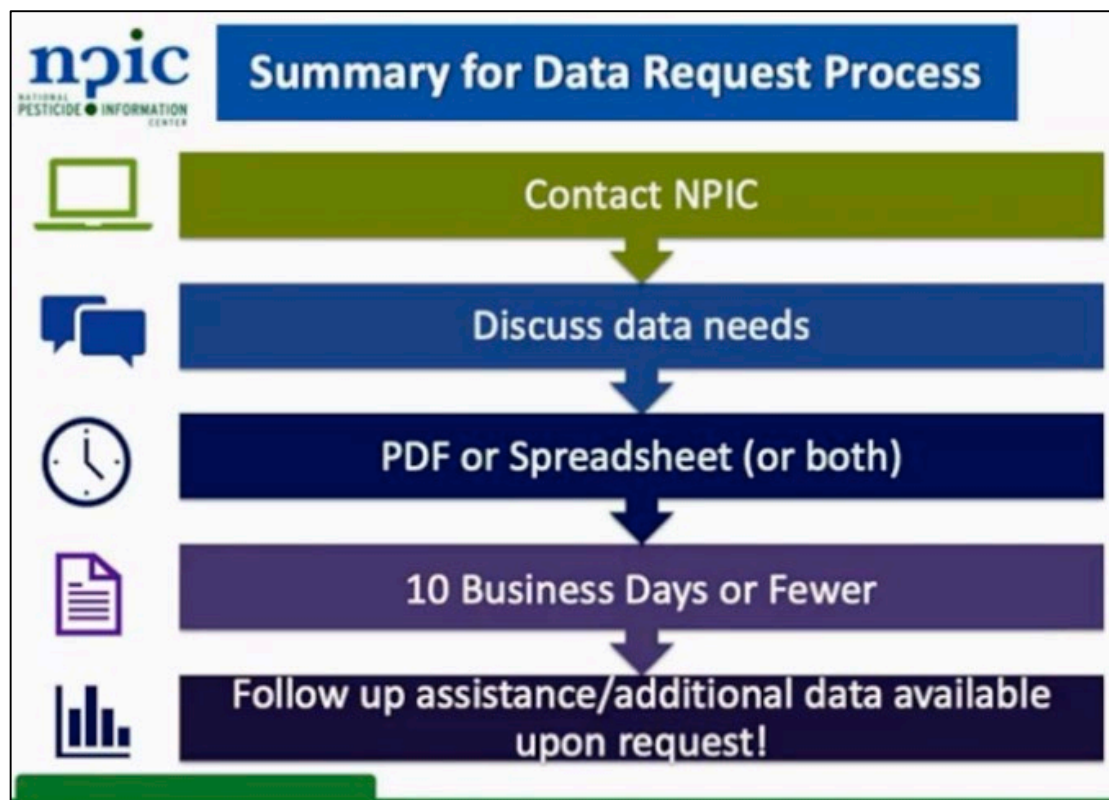 npic
NATIONAL
PESTICIDE INFORMATION
CENTER
Summary for Data Request Process
Contact NPIC
Discuss data needs
PDF or Spreadsheet (or both)
10 Business Days or Fewer
Follow up assistance/additional data available
upon request!